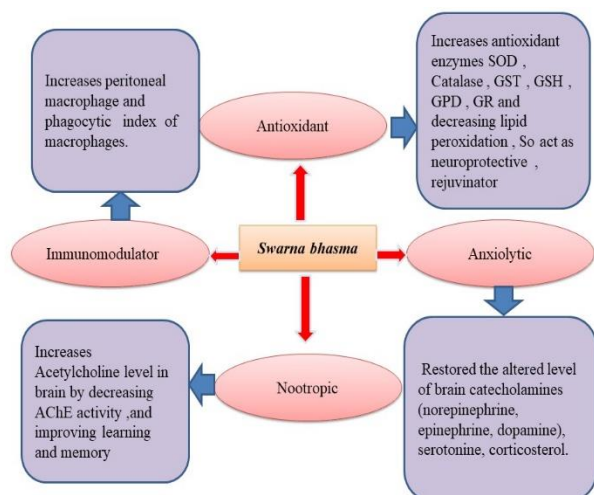 Increases peritoneal
macrophage and
phagocytic index of
macrophages.
Antioxidant
Increases antioxidant
enzymes SOD ,
Catalase , GST , GSH ,
GPD , GR and
decreasing lipid
peroxidation , So act as
neuroprotective ,
rejuvinator
Immunomodulator
Swarna bhasma
Anxiolytic
Increases
Acetylcholine level in
brain by decreasing
AChE activity ,and
improving learning
and memory
Nootropic
Restored the altered level
of brain catecholamines
(norepinephrine,
epinephrine, dopamine),
serotonine, corticosterol.